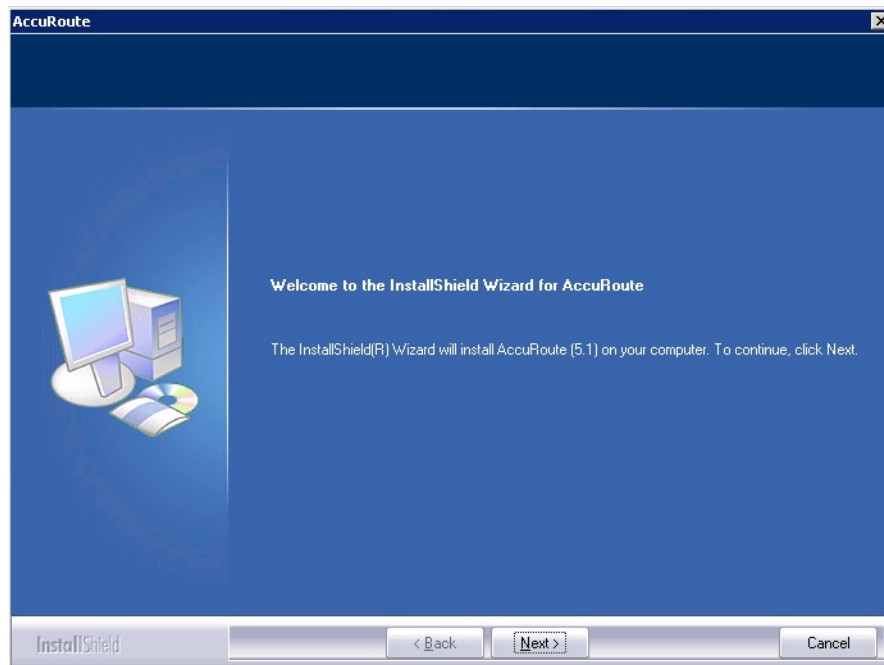 AccuRoute
Welcome to the InstallShield Wizard for AccuRoute
The InstallShield(R) Wizard will install AccuRoute (5.1) on your computer. To continue, click Next.
InstallShield
< Back
Next >
Cancel